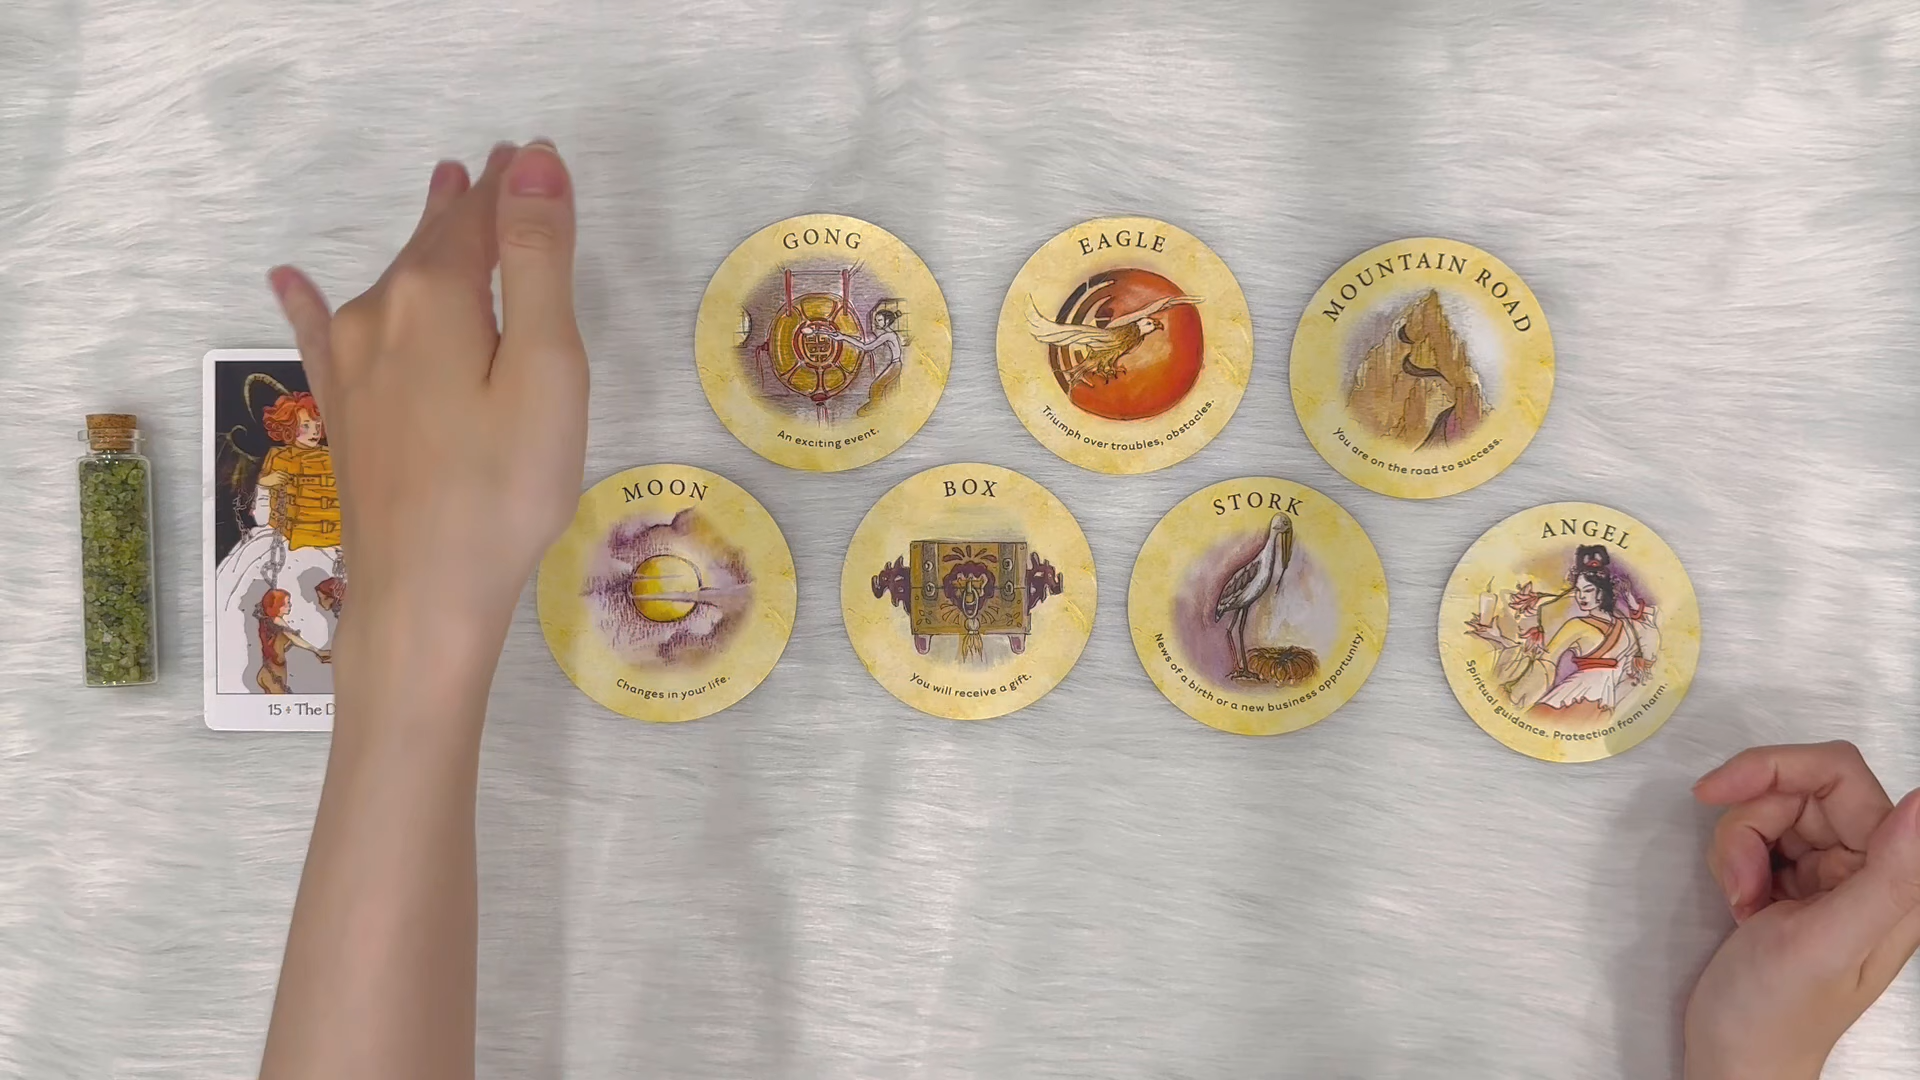 GONG
An exciting event.
EAGLE
Triumph over troubles, obstacles.
MOUNTAIN ROAD
You are on the road to success.
MOON
Changes in your life.
BOX
You will receive a gift.
STORK
News of a birth or a new business opportunity.
ANGEL
Spiritual guidance. Protection from harm.
15 The